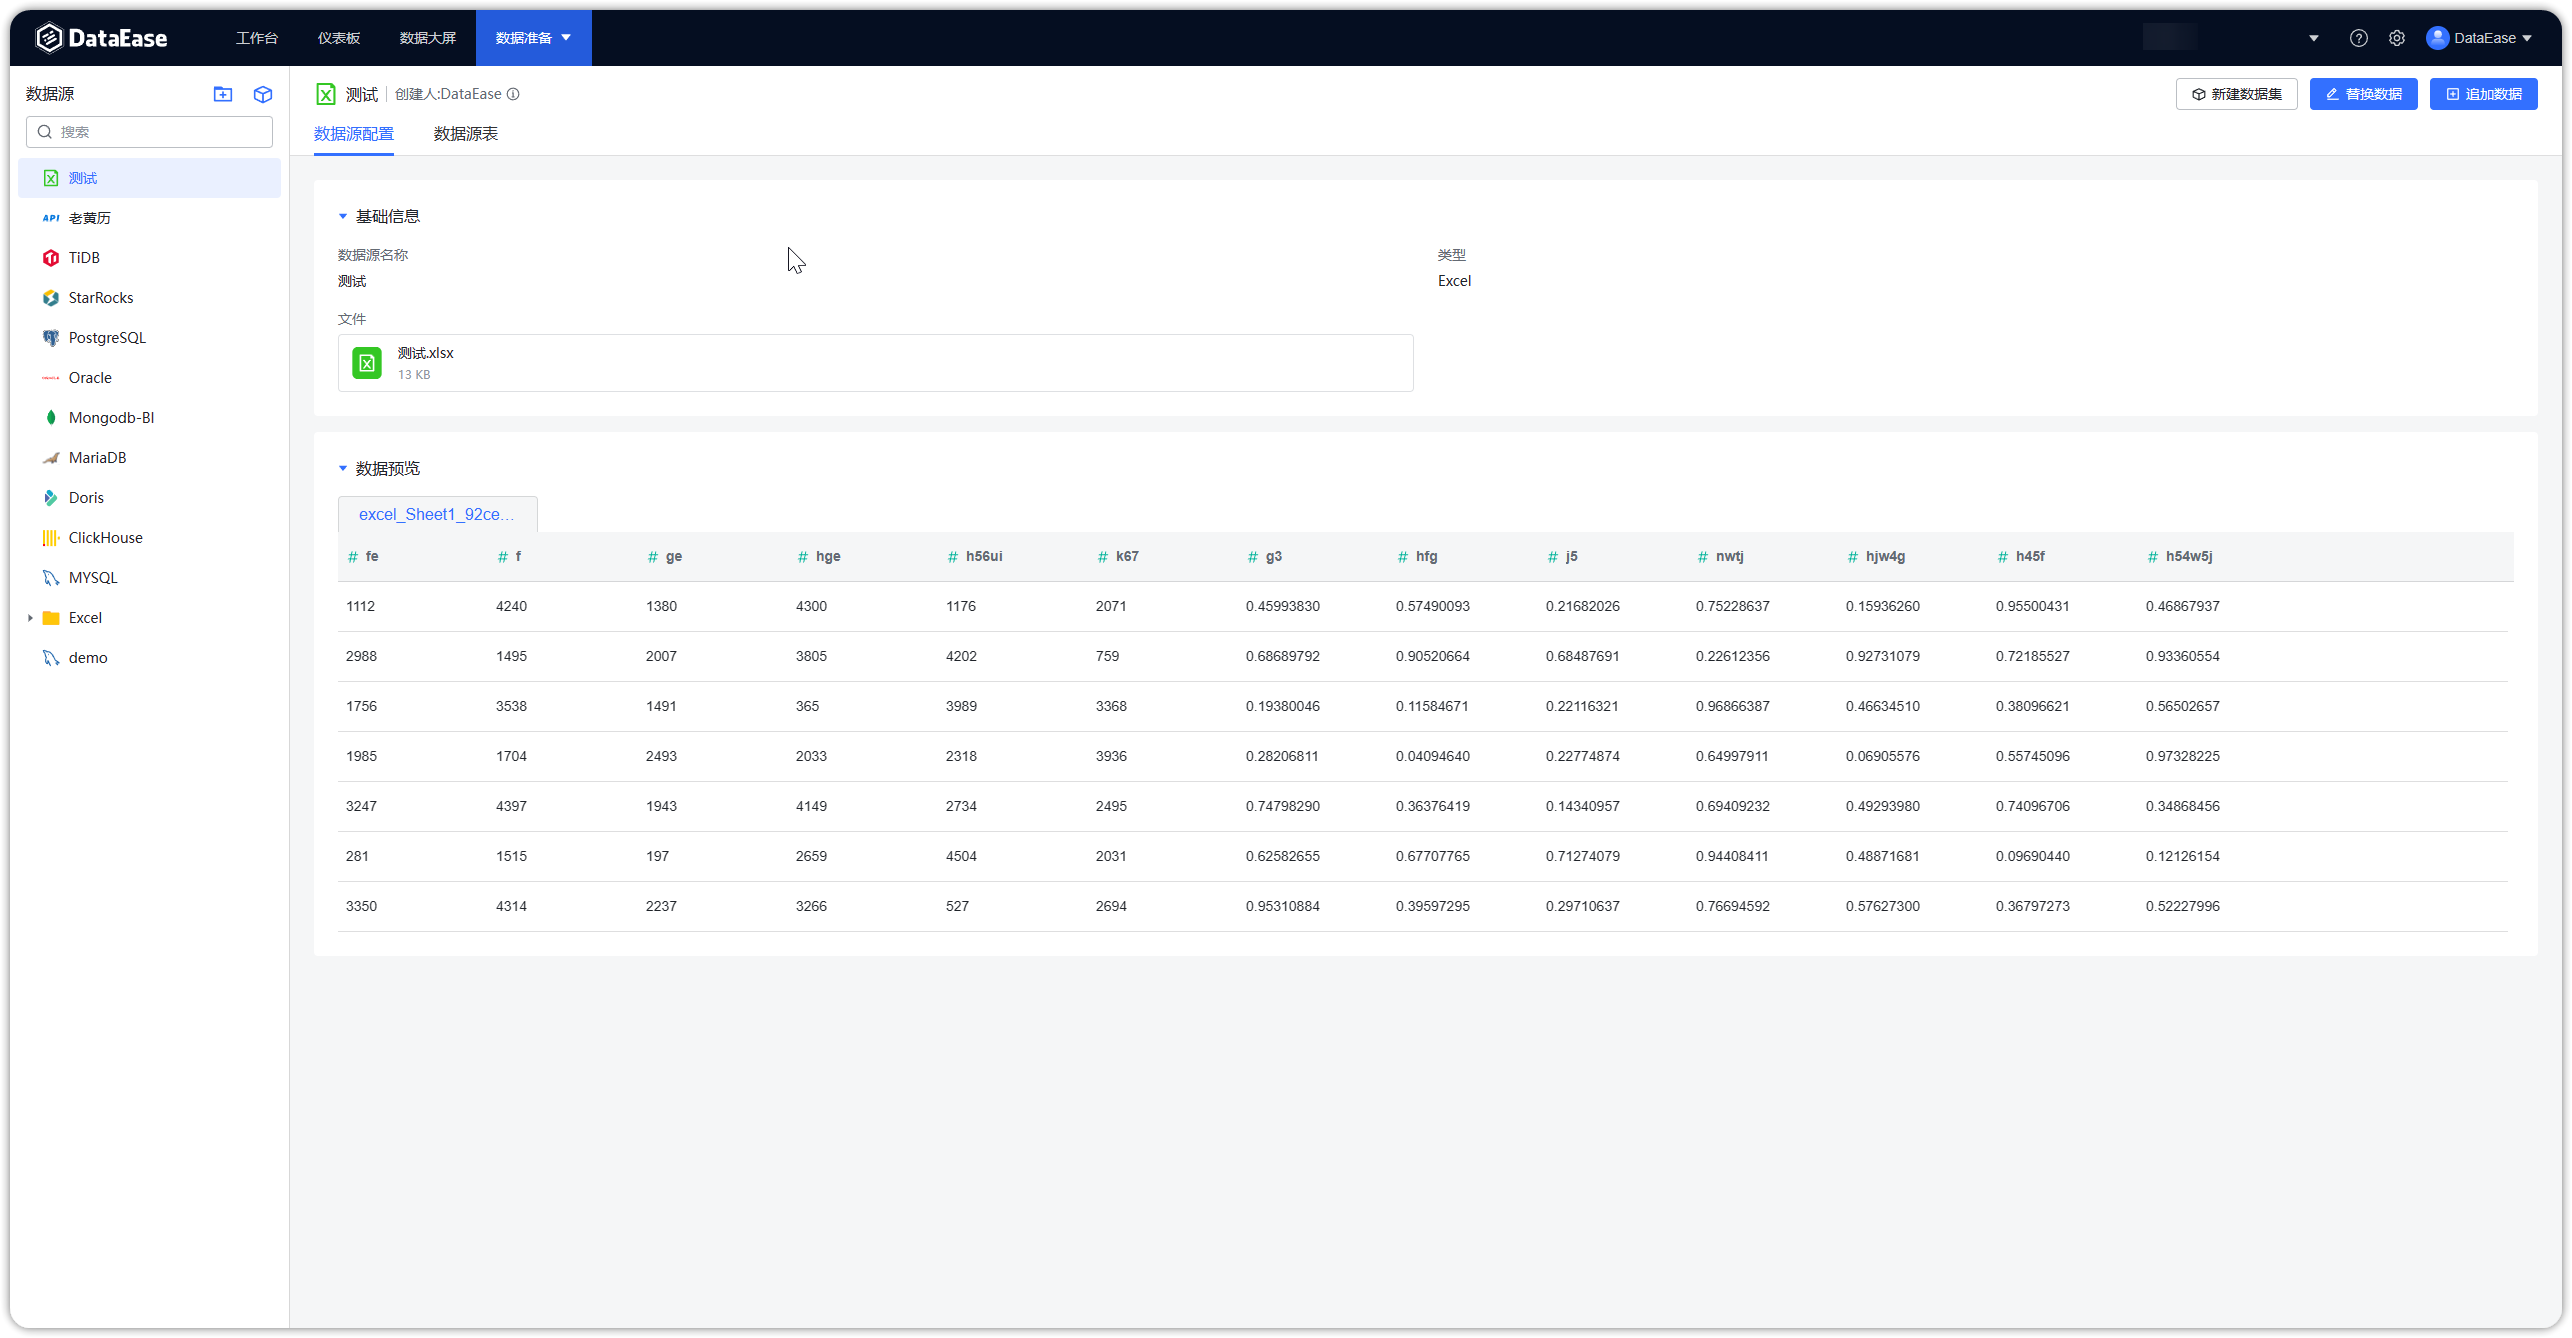 DataEase 工作台 仪表板 数据大屏 数据准备 DataEase
数据源
搜索
测试
API 老黄历
TiDB
StarRocks
PostgreSQL
Oracle
Mongodb-BI
MariaDB
Doris
ClickHouse
MYSQL
Excel
demo
测试 创建人:DataEase 新建数据集 替换数据 追加数据
数据源配置 数据源表
基础信息
数据源名称 类型
测试 Excel
文件
测试.xlsx
13 KB
数据预览
excel_Sheet1_92ce...
# fe # f # ge # hge # h56ui # k67 # g3 # hfg # j5 # nwtj # hjw4g # h45f # h54w5j
1112 4240 1380 4300 1176 2071 0.45993830 0.57490093 0.21682026 0.75228637 0.15936260 0.95500431 0.46867937
2988 1495 2007 3805 4202 759 0.68689792 0.90520664 0.68487691 0.22612356 0.92731079 0.72185527 0.93360554
1756 3538 1491 365 3989 3368 0.19380046 0.11584671 0.22116321 0.96866387 0.46634510 0.38096621 0.56502657
1985 1704 2493 2033 2318 3936 0.28206811 0.04094640 0.22774874 0.64997911 0.06905576 0.55745096 0.97328225
3247 4397 1943 4149 2734 2495 0.74798290 0.36376419 0.14340957 0.69409232 0.49293980 0.74096706 0.34868456
281 1515 197 2659 4504 2031 0.62582655 0.67707765 0.71274079 0.94408411 0.48871681 0.09690440 0.12126154
3350 4314 2237 3266 527 2694 0.95310884 0.39597295 0.29710637 0.76694592 0.57627300 0.36797273 0.52227996